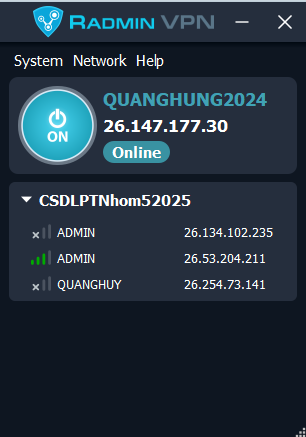 RADMIN VPN
System Network Help
ON
QUANGHUNG2024
26.147.177.30
Online
CSDLPTNhom52025
ADMIN 26.134.102.235
ADMIN 26.53.204.211
QUANGHUY 26.254.73.141